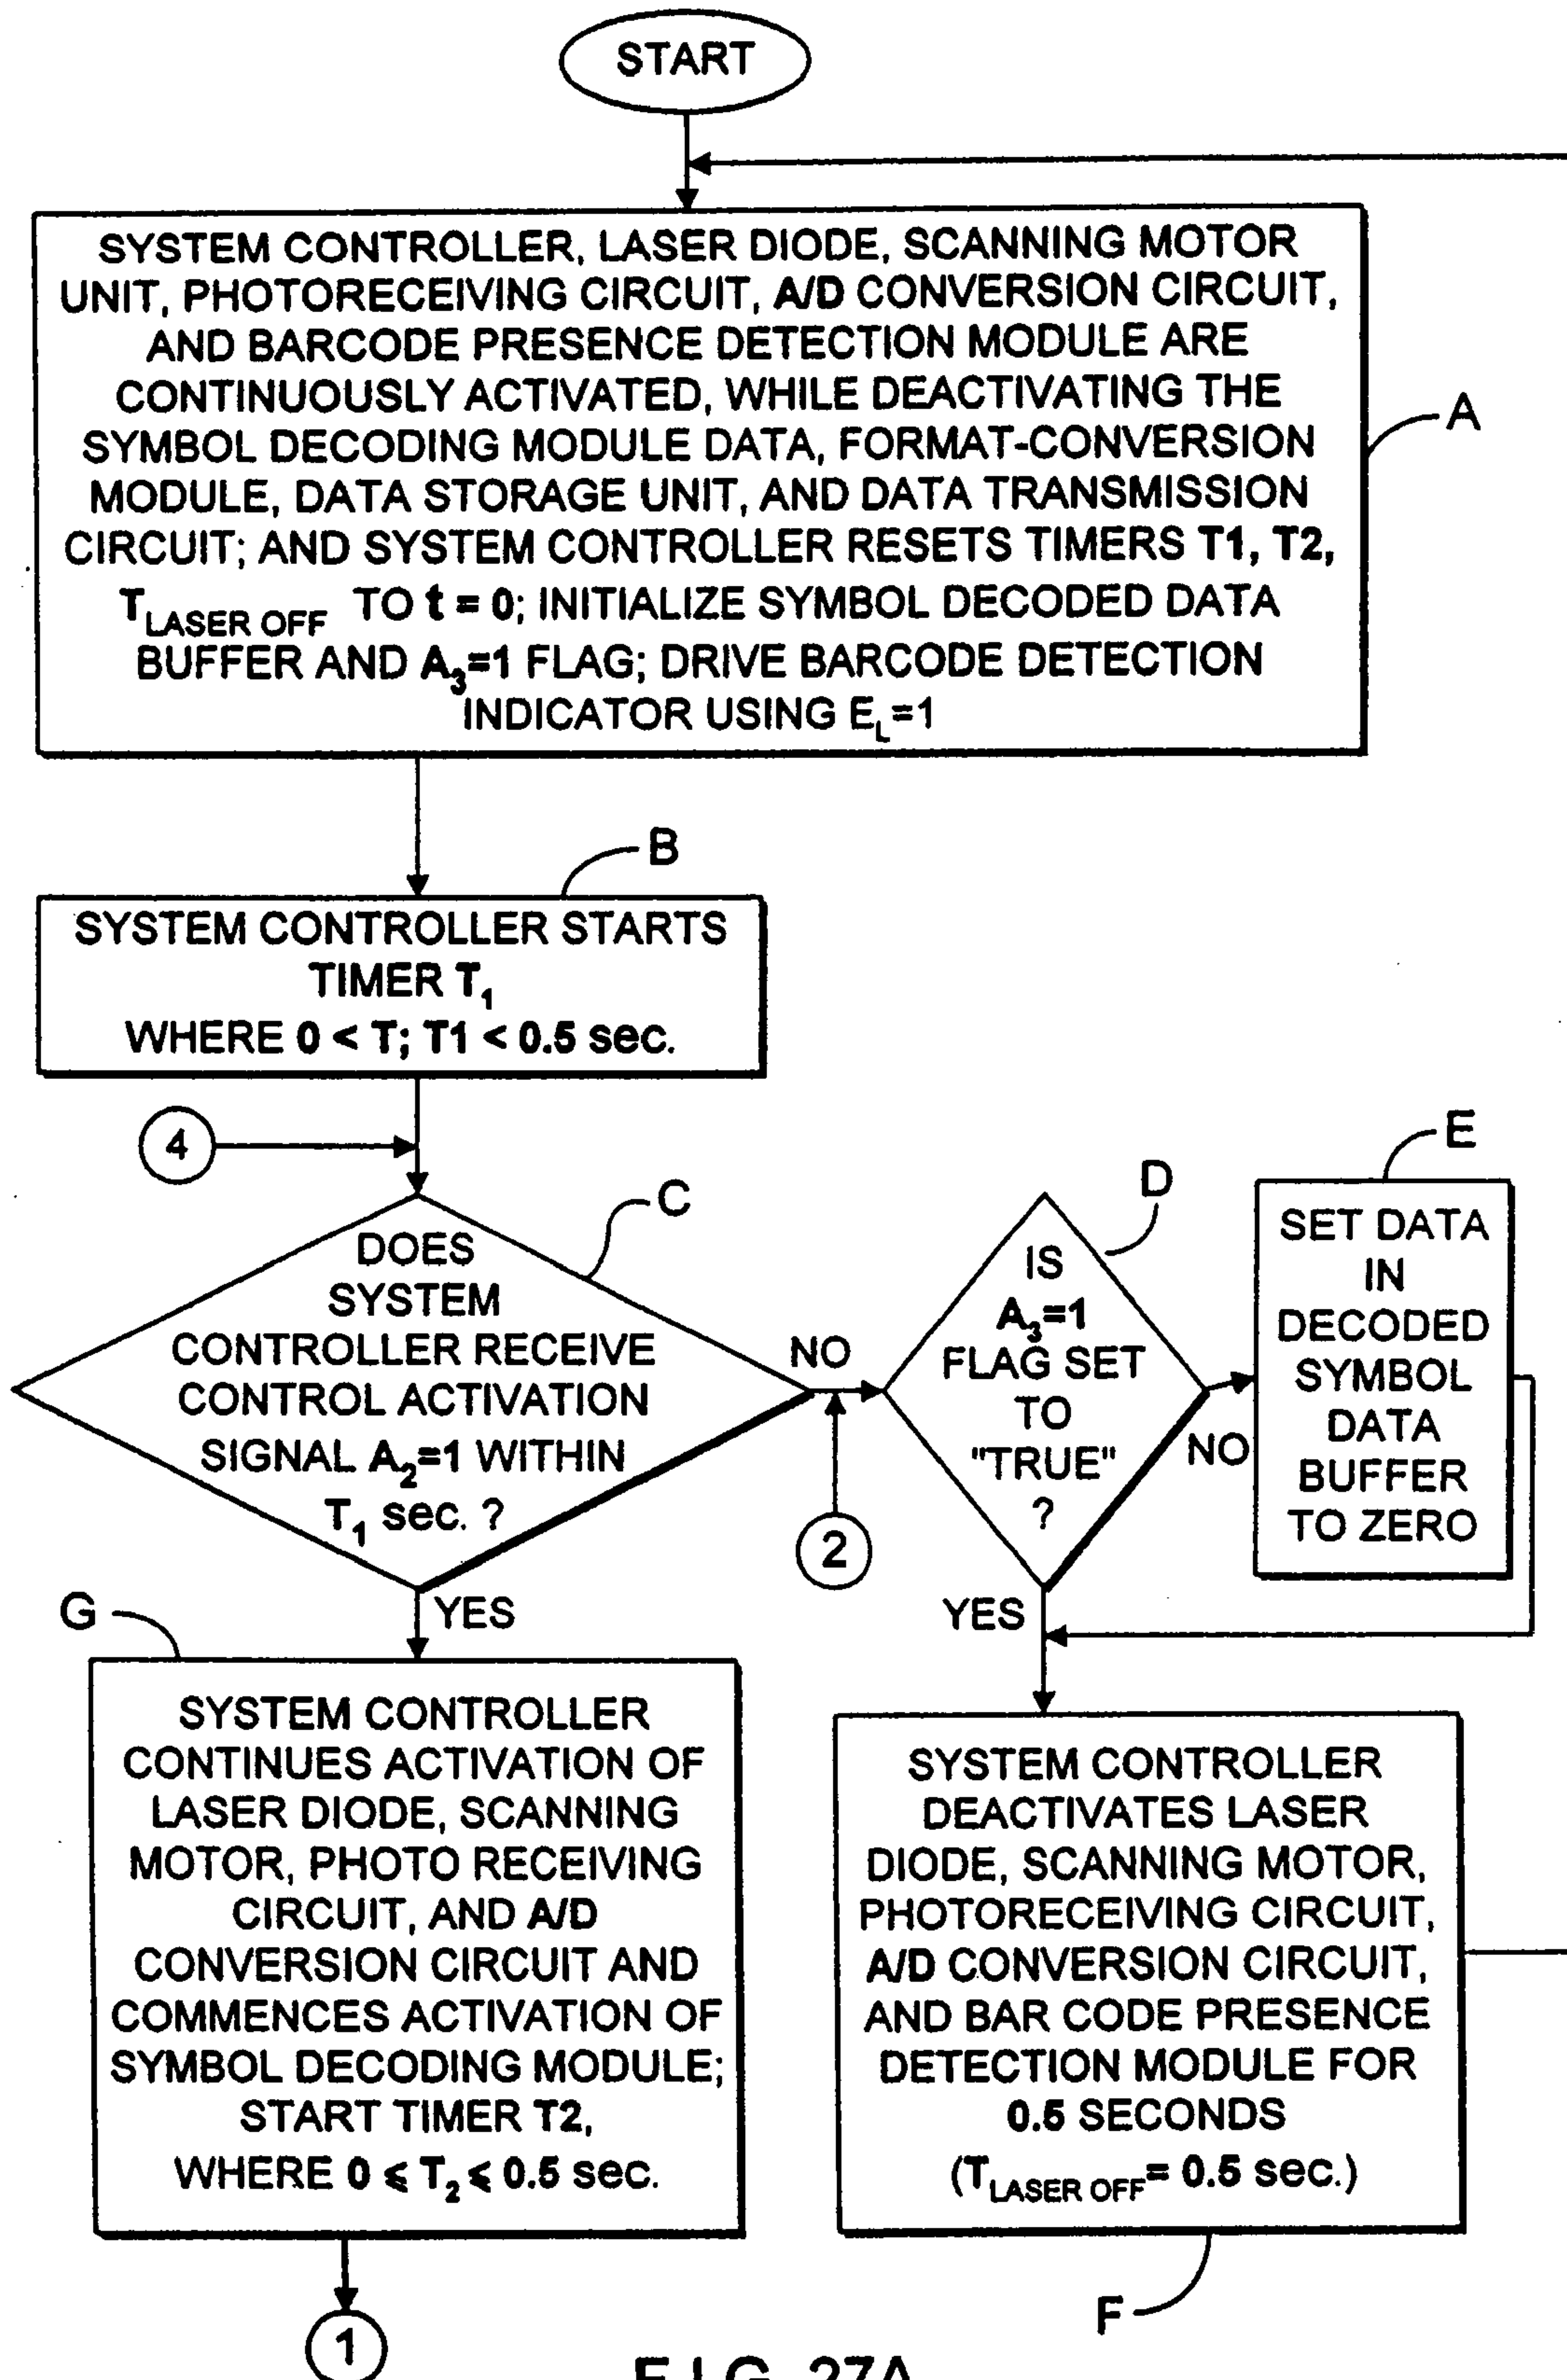 START
SYSTEM CONTROLLER, LASER DIODE, SCANNING MOTOR
UNIT, PHOTORECEIVING CIRCUIT, A/D CONVERSION CIRCUIT,
AND BARCODE PRESENCE DETECTION MODULE ARE
CONTINUOUSLY ACTIVATED, WHILE DEACTIVATING THE
SYMBOL DECODING MODULE DATA, FORMAT-CONVERSION
MODULE, DATA STORAGE UNIT, AND DATA TRANSMISSION
CIRCUIT; AND SYSTEM CONTROLLER RESETS TIMERS T1, T2,
T LASER OFF TO t = 0; INITIALIZE SYMBOL DECODED DATA
BUFFER AND A3=1 FLAG; DRIVE BARCODE DETECTION
INDICATOR USING EL=1
A
B
SYSTEM CONTROLLER STARTS
TIMER T1
WHERE 0 < T; T1 < 0.5 sec.
4
C
DOES
SYSTEM
CONTROLLER RECEIVE
CONTROL ACTIVATION
SIGNAL A2=1 WITHIN
T1 sec. ?
NO
2
D
IS
A3=1
FLAG SET
TO
"TRUE"
?
NO
YES
E
SET DATA
IN
DECODED
SYMBOL
DATA
BUFFER
TO ZERO
YES
G
SYSTEM CONTROLLER
CONTINUES ACTIVATION OF
LASER DIODE, SCANNING
MOTOR, PHOTO RECEIVING
CIRCUIT, AND A/D
CONVERSION CIRCUIT AND
COMMENCES ACTIVATION OF
SYMBOL DECODING MODULE;
START TIMER T2,
WHERE 0 ⩽ T2 ⩽ 0.5 sec.
1
SYSTEM CONTROLLER
DEACTIVATES LASER
DIODE, SCANNING MOTOR,
PHOTORECEIVING CIRCUIT,
A/D CONVERSION CIRCUIT,
AND BAR CODE PRESENCE
DETECTION MODULE FOR
0.5 SECONDS
(T LASER OFF= 0.5 sec.)
F
FIG. 27A